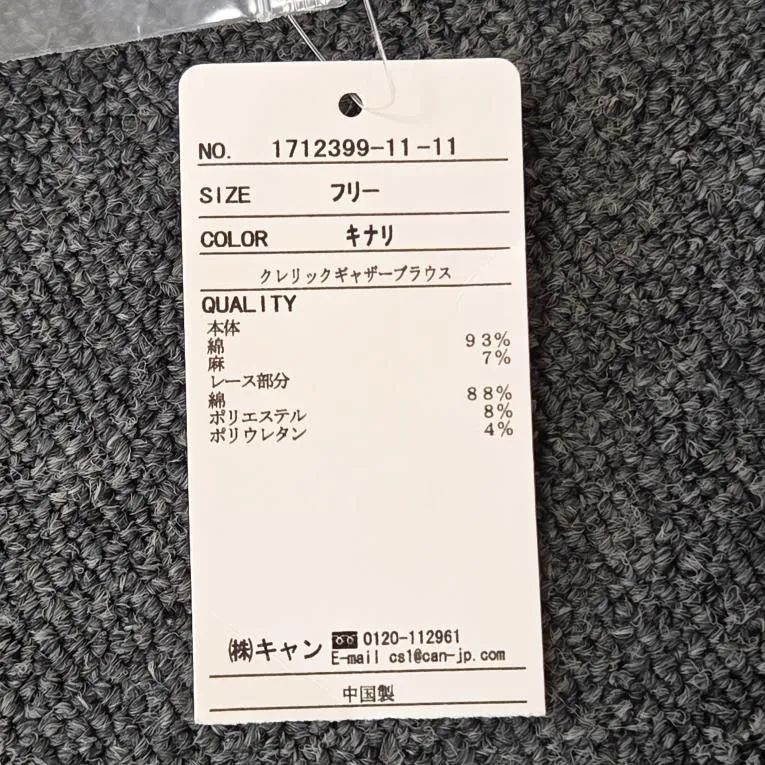 NO. 1712399-11-11
SIZE フリー
COLOR キナリ
クレリックギャザーブラウス
QUALITY
本体
綿 93%
麻 7%
レース部分
綿 88%
ポリエステル 8%
ポリウレタン 4%
㈱キャン 0120-112961
E-mail cs1@can-jp.com
中国製